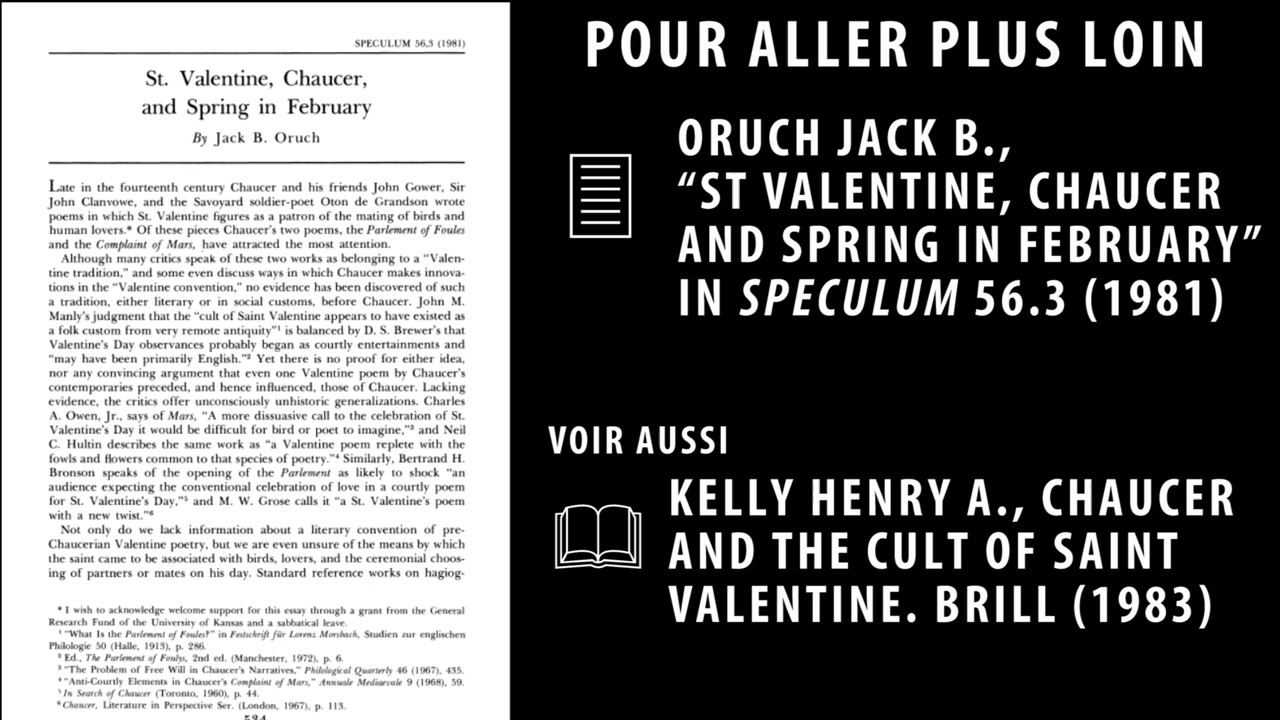 SPECULUM 56,3 (1981)
St. Valentine, Chaucer,
and Spring in February
By Jack B. Oruch
Late in the fourteenth century Chaucer and his friends John Gower, Sir
John Clanvowe, and the Savoyard soldier-poet Oton de Grandson wrote
poems in which St. Valentine figures as a patron of the mating of birds and
human lovers.* Of these pieces Chaucer's two poems, the Parlement of Foules
and the Complaint of Mars, have attracted the most attention.
Although many critics speak of these two works as belonging to a "Valen-
tine tradition," and some even discuss ways in which Chaucer makes innova-
tions in the "Valentine convention," no evidence has been discovered of such
a tradition, either literary or in social customs, before Chaucer. John M.
Manly's judgment that the "cult of Saint Valentine appears to have existed as
a folk custom from very remote antiquity"1 is balanced by D. S. Brewer's that
Valentine's Day observances probably began as courtly entertainments and
"may have been primarily English."2 Yet there is no proof for either idea,
nor any convincing argument that even one Valentine poem by Chaucer's
contemporaries preceded, and hence influenced, those of Chaucer. Lacking
evidence, the critics offer unconsciously unhistoric generalizations. Charles
A. Owen, Jr., says of Mars, "A more dissuasive call to the celebration of St.
Valentine's Day it would be difficult for bird or poet to imagine,"3 and Neil
C. Hultin describes the same work as "a Valentine poem replete with the
fowls and flowers common to that species of poetry."4 Similarly, Bertrand H.
Bronson speaks of the opening of the Parlement as likely to shock "an
audience expecting the conventional celebration of love in a courtly poem
for St. Valentine's Day,"5 and M. W. Grose calls it "a St. Valentine's poem
with a new twist."6
Not only do we lack information about a literary convention of pre-
Chaucerian Valentine poetry, but we are even unsure of the means by which
the saint came to be associated with birds, lovers, and the ceremonial choos-
ing of partners or mates on his day. Standard reference works on hagiog-
* I wish to acknowledge welcome support for this essay through a grant from the General
Research Fund of the University of Kansas and a sabbatical leave.
1 "What Is the Parlement of Foules?" in Festschrift für Lorenz Morsbach, Studien zur englischen
Philologie 50 (Halle, 1913), p. 286.
2 Ed., The Parlement of Foulys, 2nd ed. (Manchester, 1972), p. 6.
3 "The Problem of Free Will in Chaucer's Narratives," Philological Quarterly 46 (1967), 435.
4 "Anti-Courtly Elements in Chaucer's Complaint of Mars," Annuale Mediaevale 9 (1968), 59.
5 In Search of Chaucer (Toronto, 1960), p. 44.
6 Chaucer, Literature in Perspective Ser. (London, 1967), p. 113.
POUR ALLER PLUS LOIN
ORUCH JACK B.,
“ST VALENTINE, CHAUCER
AND SPRING IN FEBRUARY”
IN SPECULUM 56.3 (1981)
VOIR AUSSI
KELLY HENRY A., CHAUCER
AND THE CULT OF SAINT
VALENTINE. BRILL (1983)